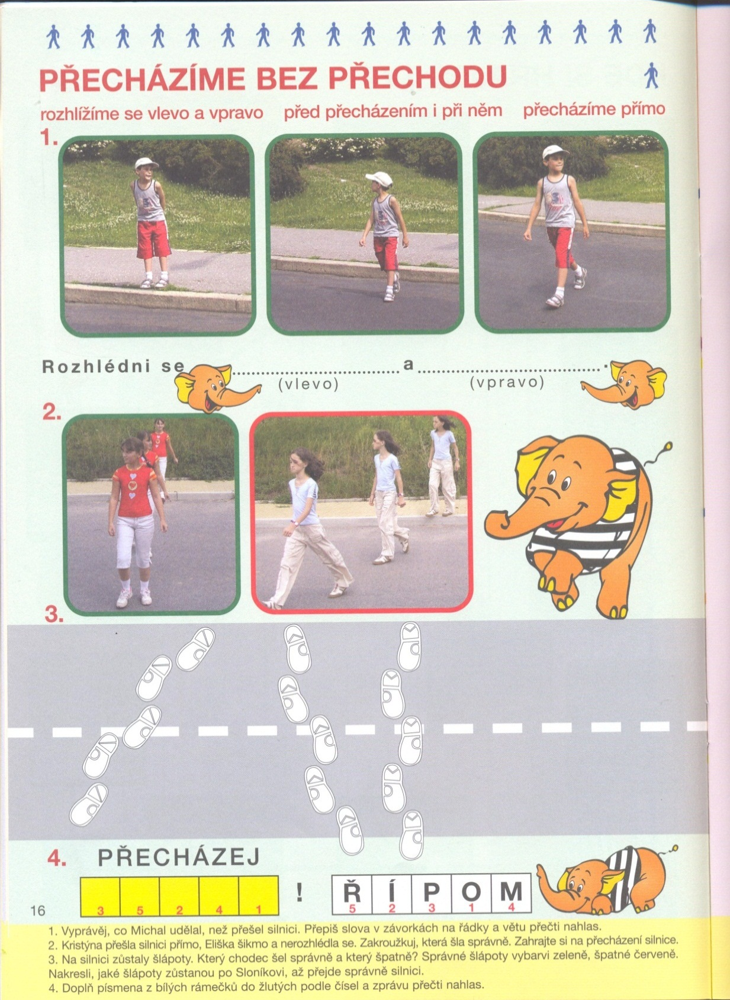 PŘECHÁZÍME BEZ PŘECHODU
rozhlížíme se vlevo a vpravo před přecházením i při něm přecházíme přímo
1.
Rozhlédni se ........................................ a ........................................ .
(vlevo) (vpravo)
2.
3.
4. PŘECHÁZEJ
! Ř Í P O M
3 5 2 4 1 5 2 3 1 4
16
1. Vyprávěj, co Michal udělal, než přešel silnici. Přepiš slova v závorkách na řádky a větu přečti nahlas.
2. Kristýna přešla silnici přímo, Eliška šikmo a nerozhlédla se. Zakroužkuj, která šla správně. Zahrajte si na přecházení silnice.
3. Na silnici zůstaly šlápoty. Který chodec šel správně a který špatně? Správné šlápoty vybarvi zeleně, špatné červeně.
Nakresli, jaké šlápoty zůstanou po Sloníkovi, až přejde správně silnici.
4. Doplň písmena z bílých rámečků do žlutých podle čísel a zprávu přečti nahlas.